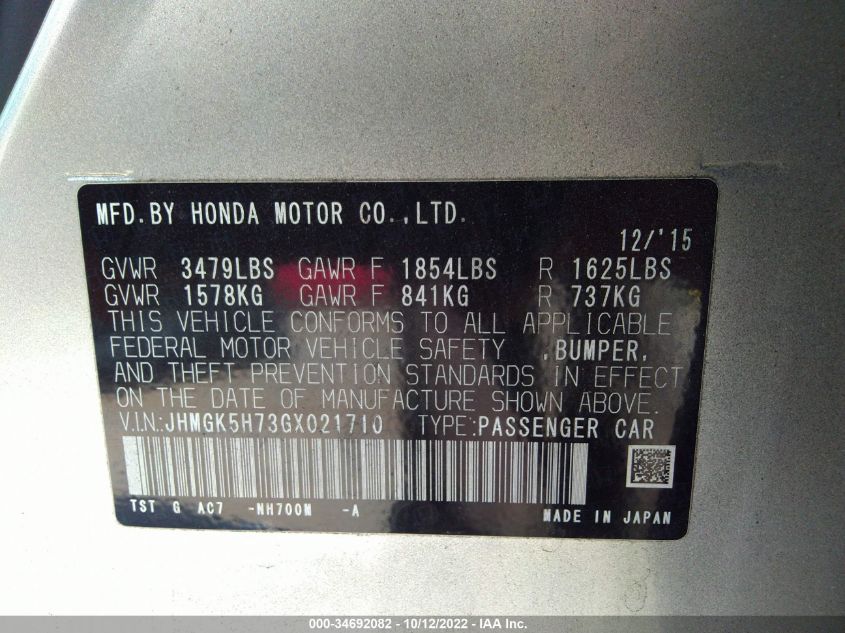 MFD.BY HONDA MOTOR CO.,LTD.
12/'15
GVWR 3479LBS GAWR F 1854LBS R 1625LBS
GVWR 1578KG GAWR F 841KG R 737KG
THIS VEHICLE CONFORMS TO ALL APPLICABLE
FEDERAL MOTOR VEHICLE SAFETY ,BUMPER,
AND THEFT PREVENTION STANDARDS IN EFFECT
ON THE DATE OF MANUFACTURE SHOWN ABOVE.
V.I.N:JHMGK5H73GX021710 TYPE:PASSENGER CAR
TST G AC7 -NH700M -A MADE IN JAPAN
000-34692082 - 10/12/2022 - IAA Inc.